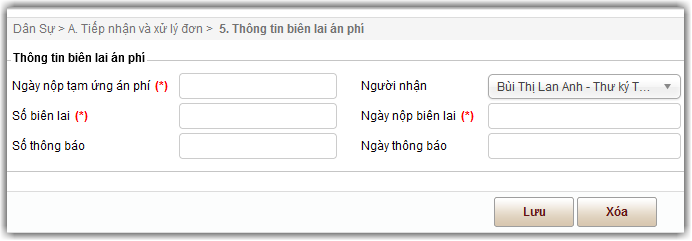 Dân Sự > A. Tiếp nhận và xử lý đơn > 5. Thông tin biên lai án phí
Thông tin biên lai án phí
Ngày nộp tạm ứng án phí (*) Người nhận Bùi Thị Lan Anh - Thư ký T...
Số biên lai (*) Ngày nộp biên lai (*)
Số thông báo Ngày thông báo
Lưu Xóa